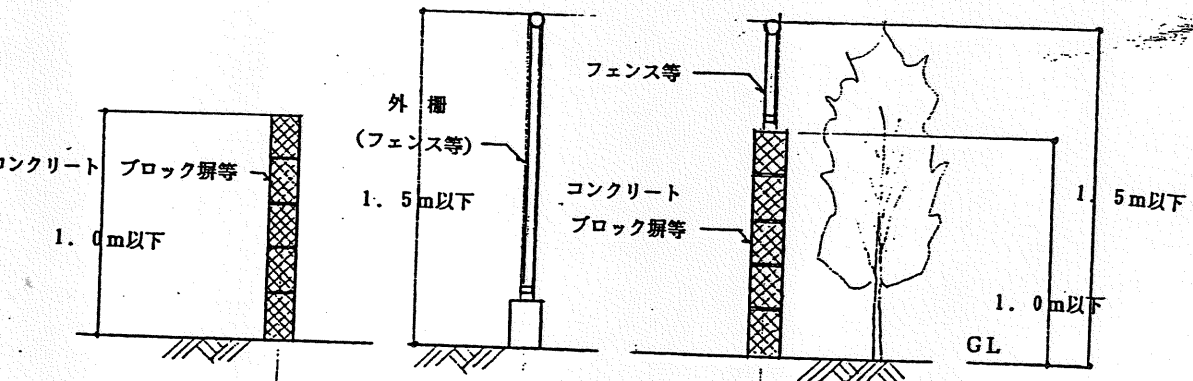 コンクリート ブロック塀等
1. 0m以下
外 柵
(フェンス等)
1. 5m以下
フェンス等
コンクリート
ブロック塀等
1. 5m以下
1. 0m以下
GL